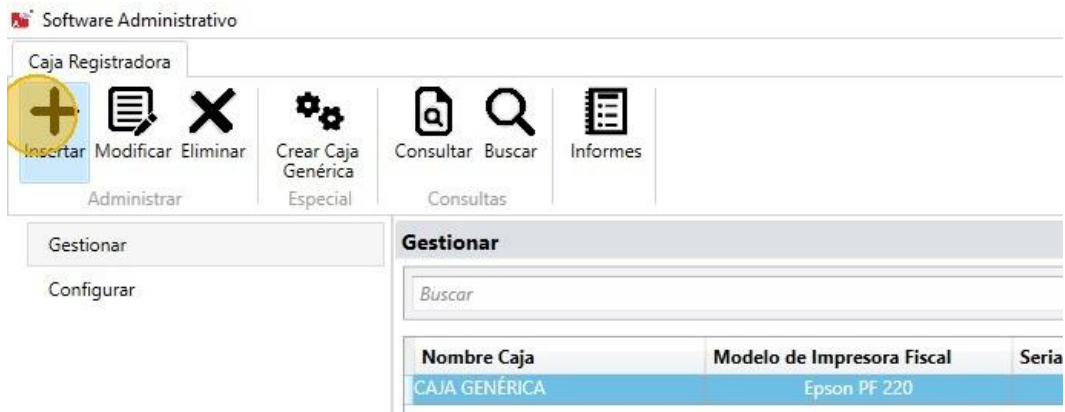 Software Administrativo
Caja Registradora
Insertar Modificar Eliminar Crear Caja Genérica Consultar Buscar Informes
Administrar Especial Consultas
Gestionar
Configurar
Gestionar
Buscar
Nombre Caja Modelo de Impresora Fiscal Seria
CAJA GENÉRICA Epson PF 220